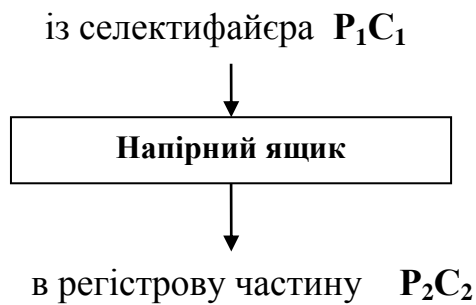 із селектифайєра P₁C₁
Напірний ящик
в регістрову частину P₂C₂